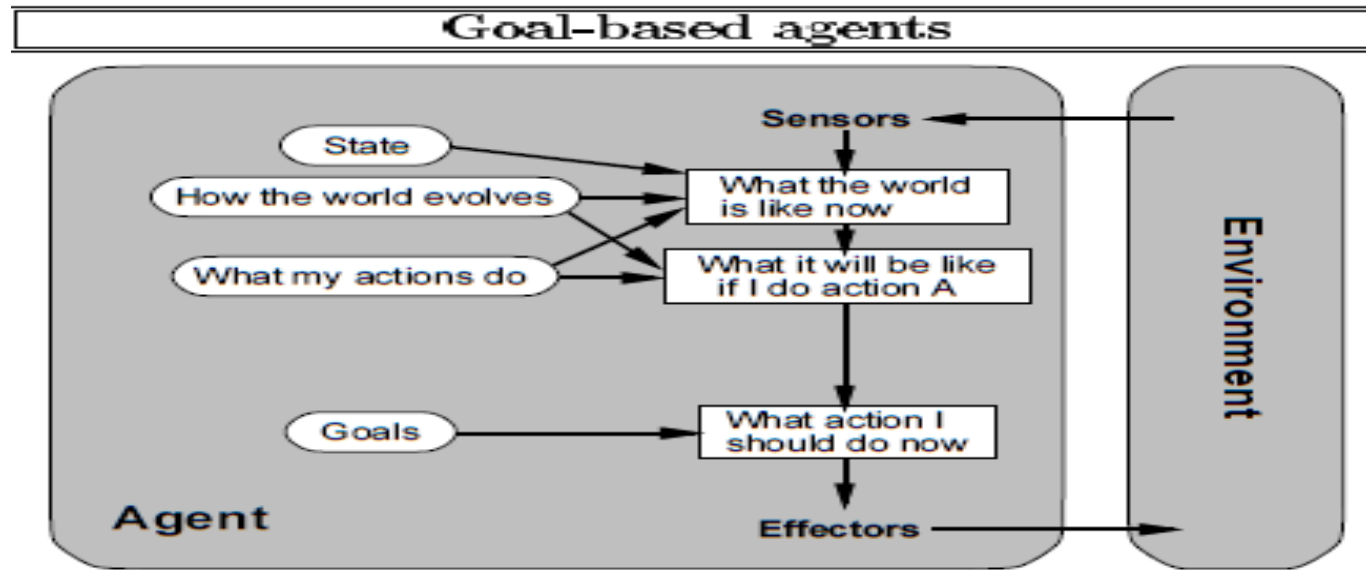 Goal-based agents
Sensors
State
What the world
is like now
How the world evolves
What my actions do
What it will be like
if I do action A
Goals
What action I
should do now
Agent
Effectors
Environment